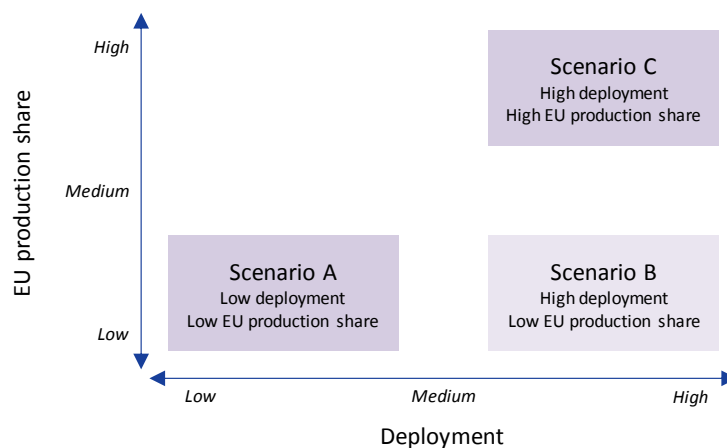 High
Scenario C
High deployment
High EU production share
EU production share
Medium
Scenario A
Low deployment
Low EU production share
Scenario B
High deployment
Low EU production share
Low
Low
Medium
High
Deployment